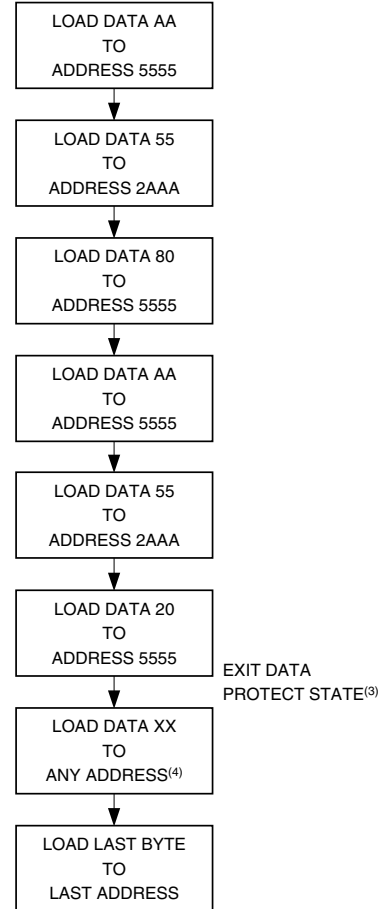 LOAD DATA AA
TO
ADDRESS 5555
LOAD DATA 55
TO
ADDRESS 2AAA
LOAD DATA 80
TO
ADDRESS 5555
LOAD DATA AA
TO
ADDRESS 5555
LOAD DATA 55
TO
ADDRESS 2AAA
LOAD DATA 20
TO
ADDRESS 5555
EXIT DATA
PROTECT STATE(3)
LOAD DATA XX
TO
ANY ADDRESS(4)
LOAD LAST BYTE
TO
LAST ADDRESS